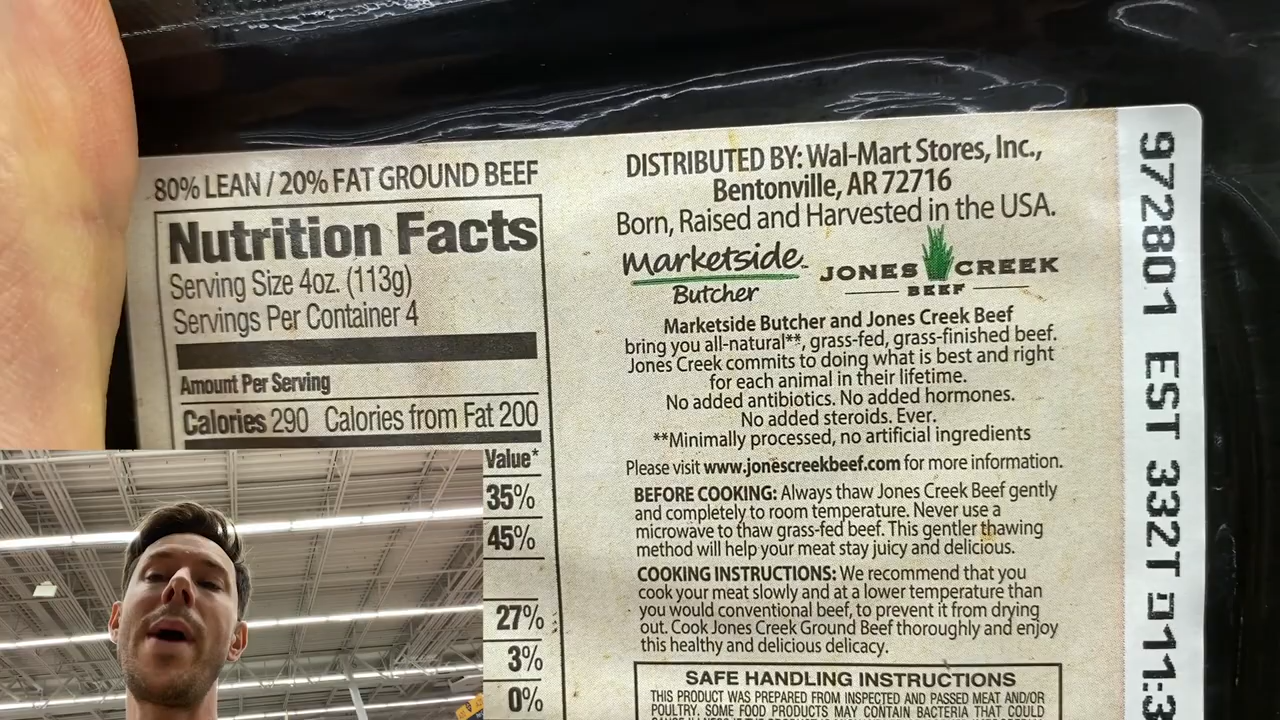 80% LEAN / 20% FAT GROUND BEEF
Nutrition Facts
Serving Size 4oz. (113g)
Servings Per Container 4
Amount Per Serving
Calories 290 Calories from Fat 200
Value*
35%
45%
27%
3%
0%
DISTRIBUTED BY: Wal-Mart Stores, Inc.,
Bentonville, AR 72716
Born, Raised and Harvested in the USA.
Marketside
Butcher
JONES CREEK
BEEF
Marketside Butcher and Jones Creek Beef
bring you all-natural**, grass-fed, grass-finished beef.
Jones Creek commits to doing what is best and right
for each animal in their lifetime.
No added antibiotics. No added hormones.
No added steroids. Ever.
**Minimally processed, no artificial ingredients
Please visit www.jonescreekbeef.com for more information.
BEFORE COOKING: Always thaw Jones Creek Beef gently
and completely to room temperature. Never use a
microwave to thaw grass-fed beef. This gentler thawing
method will help your meat stay juicy and delicious.
COOKING INSTRUCTIONS: We recommend that you
cook your meat slowly and at a lower temperature than
you would conventional beef, to prevent it from drying
out. Cook Jones Creek Ground Beef thoroughly and enjoy
this healthy and delicious delicacy.
SAFE HANDLING INSTRUCTIONS
THIS PRODUCT WAS PREPARED FROM INSPECTED AND PASSED MEAT AND/OR
POULTRY. SOME FOOD PRODUCTS MAY CONTAIN BACTERIA THAT COULD
972801 EST 332T 11:3